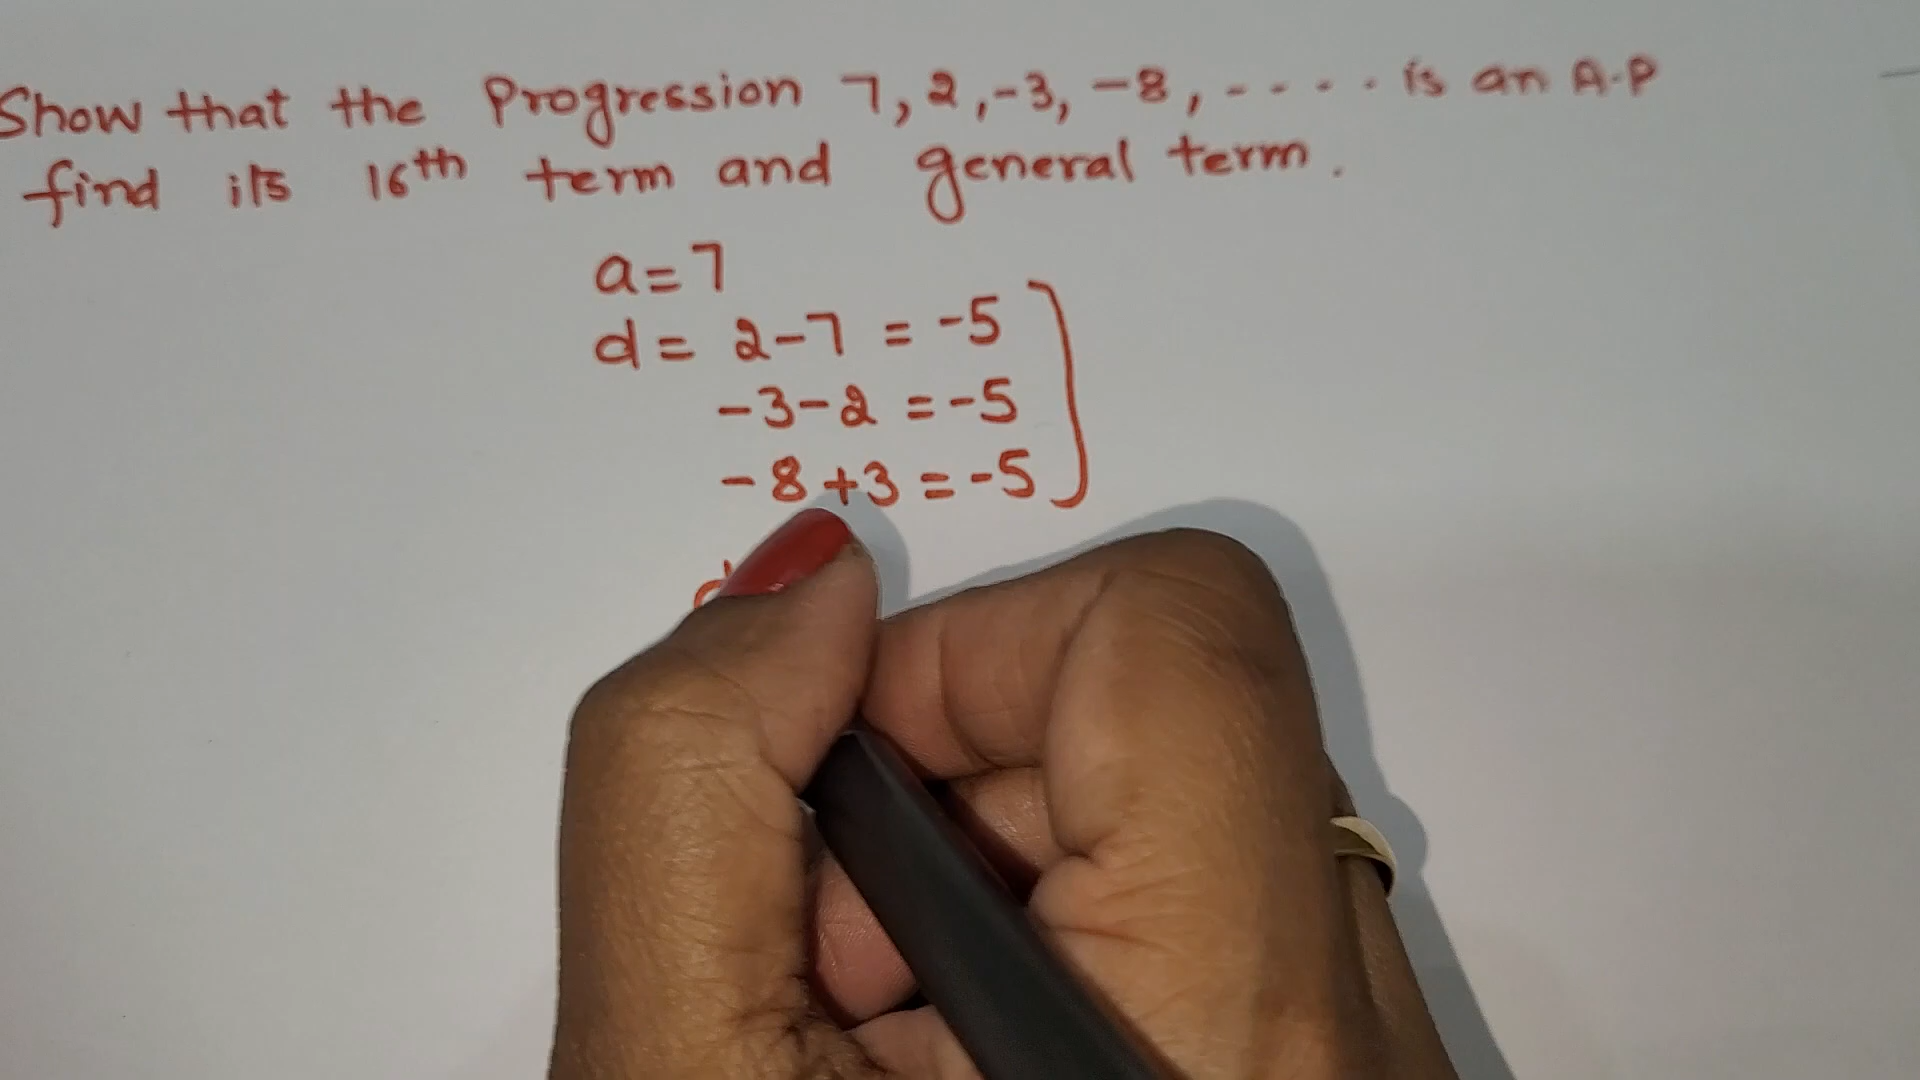 Show that the Progression 7, 2, -3, -8, - - - - . is an A.P
find its 16th term and general term.
a = 7
d = 2-7 = -5
-3-2 = -5
-8+3 = -5